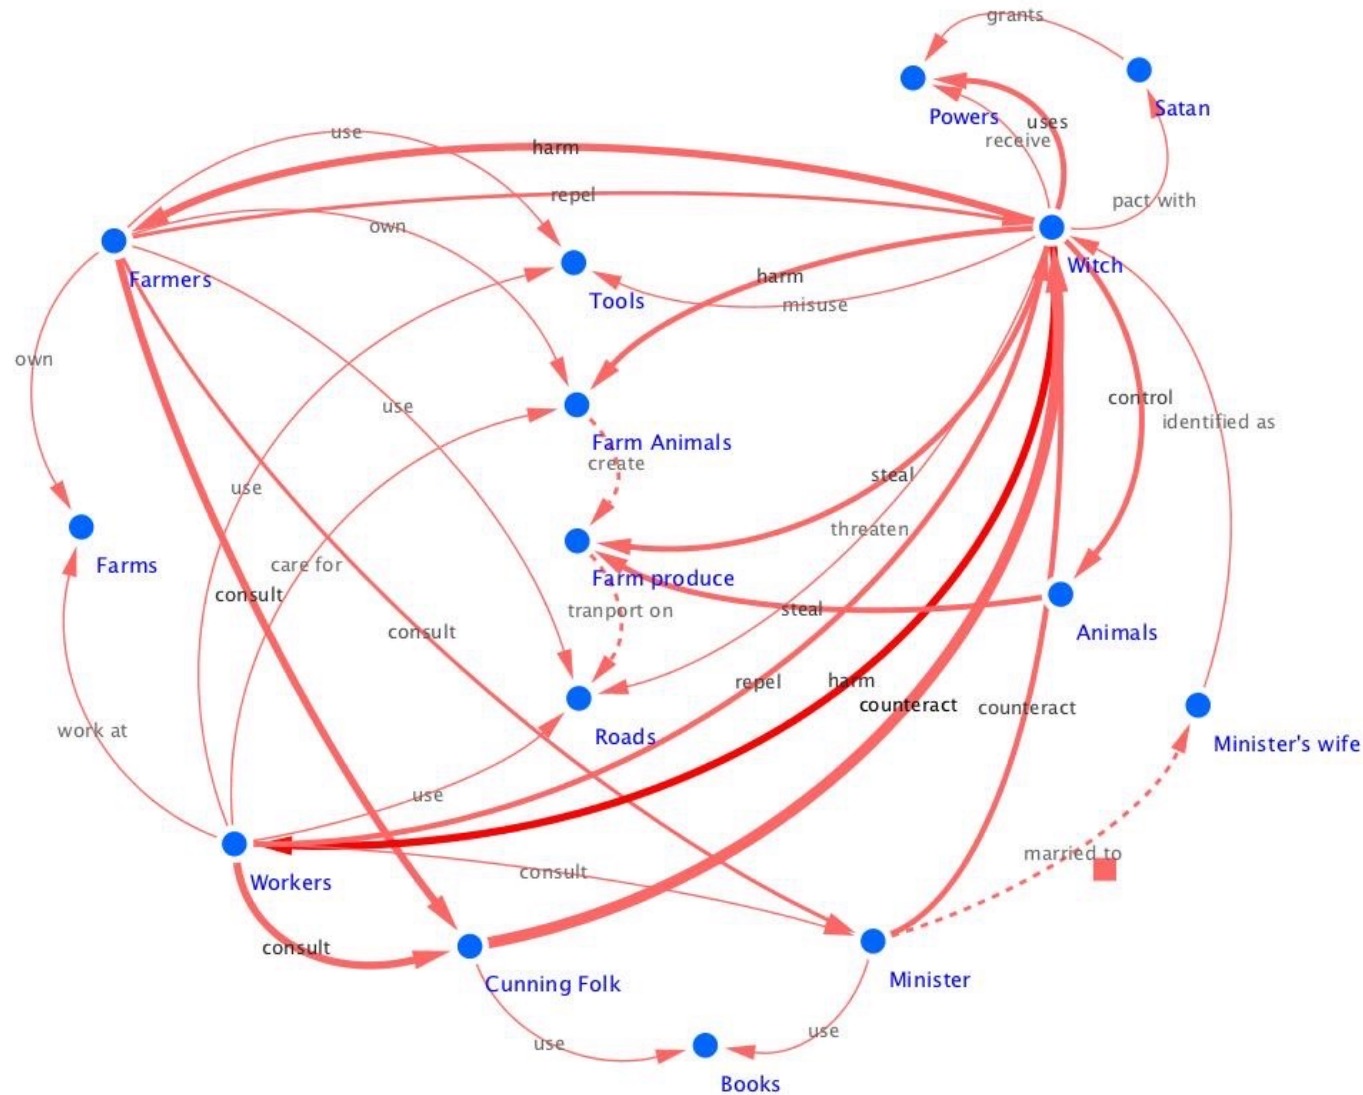 grants
Powers
Satan
uses
receive
use
harm
repel
pact with
own
Farmers
Witch
harm
Tools
misuse
own
control
use
identified as
Farm Animals
create
steal
use
threaten
Farms
care for
Farm produce
consult
tranport on
steal
consult
Animals
repel
harm
counteract
counteract
work at
Roads
Minister's wife
use
married to
consult
Workers
consult
Cunning Folk
Minister
use
use
Books